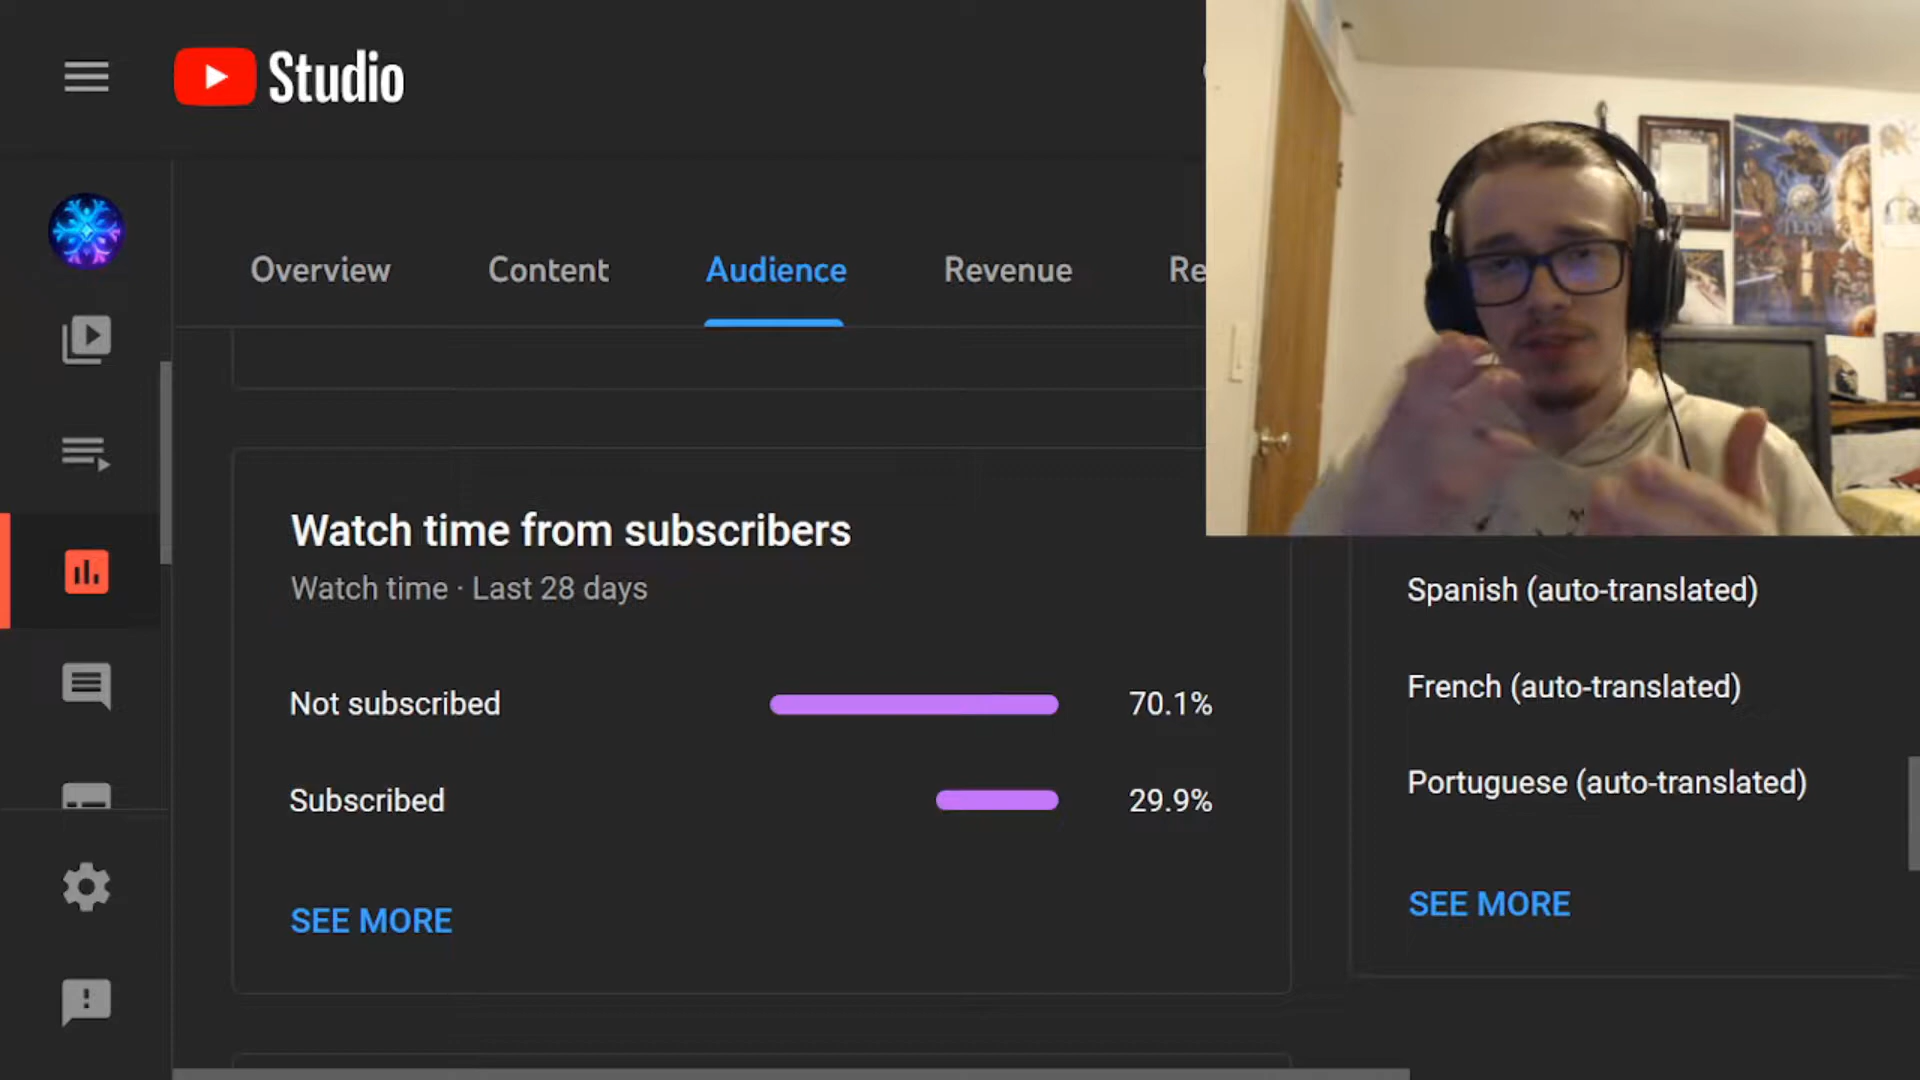 Studio
Overview
Content
Audience
Revenue
Re
Watch time from subscribers
Watch time · Last 28 days
Not subscribed
70.1%
Subscribed
29.9%
SEE MORE
Spanish (auto-translated)
French (auto-translated)
Portuguese (auto-translated)
SEE MORE